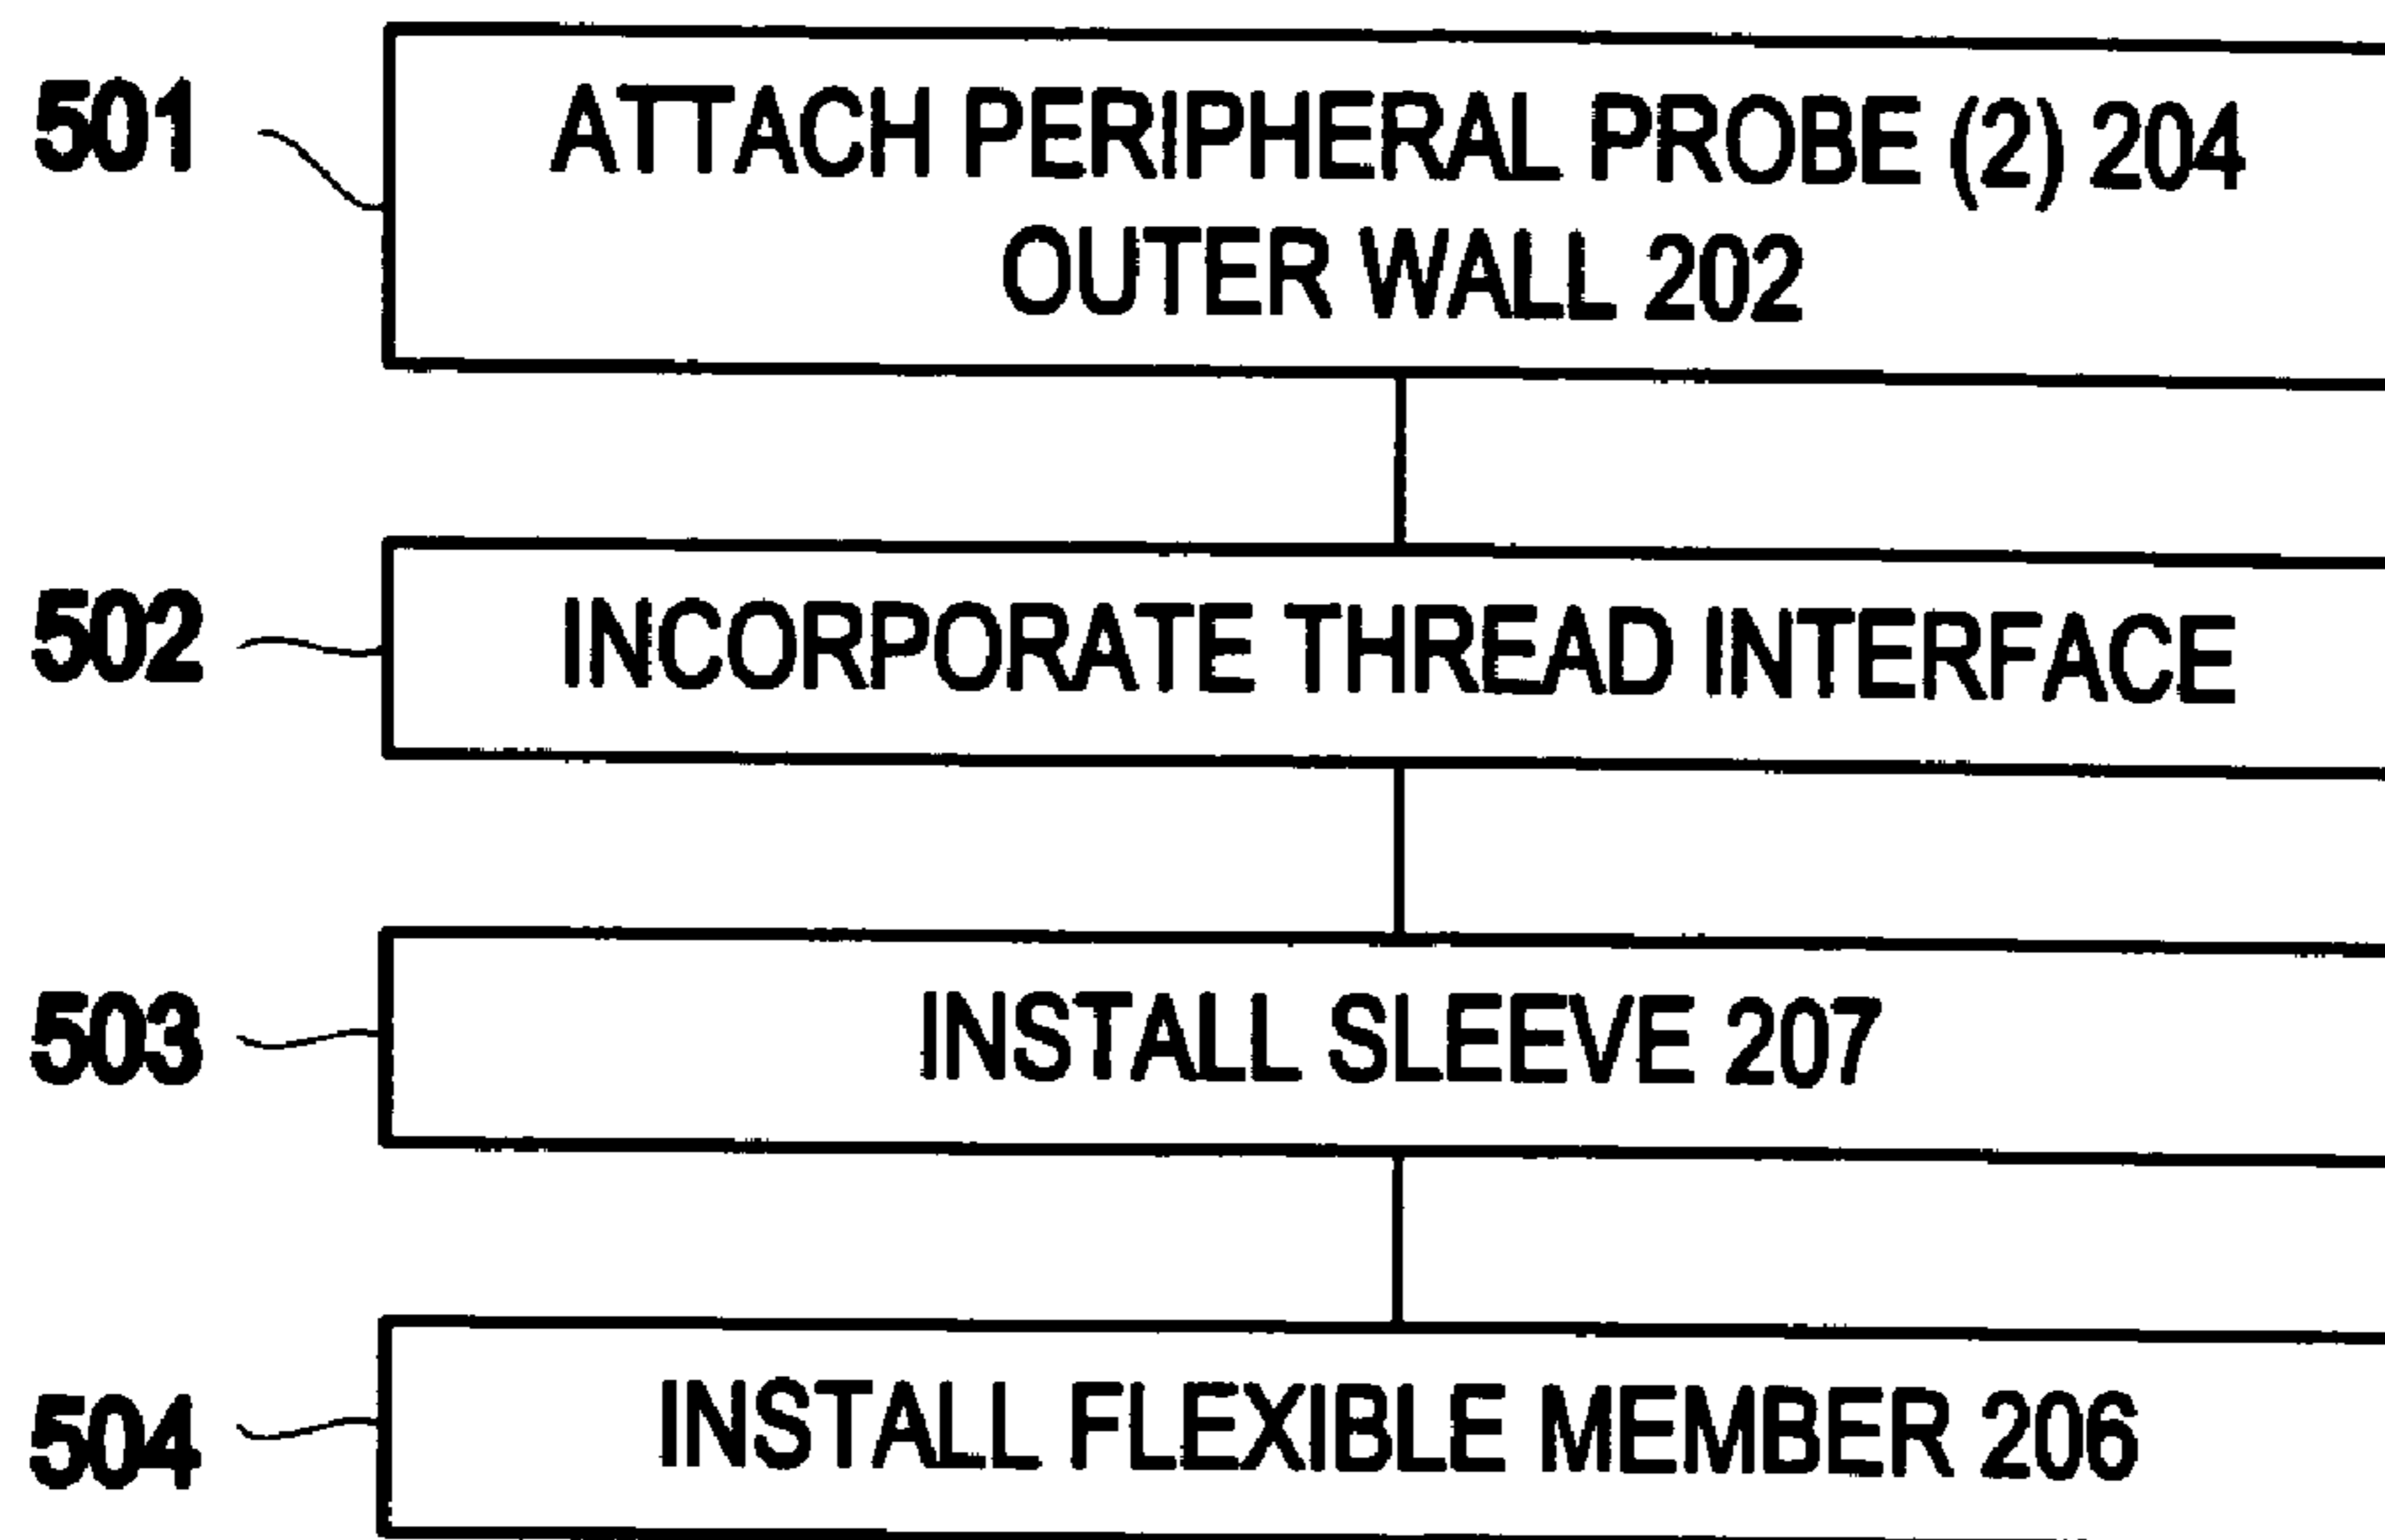 501
ATTACH PERIPHERAL PROBE (2) 204
OUTER WALL 202
502
INCORPORATE THREAD INTERFACE
503
INSTALL SLEEVE 207
504
INSTALL FLEXIBLE MEMBER 206